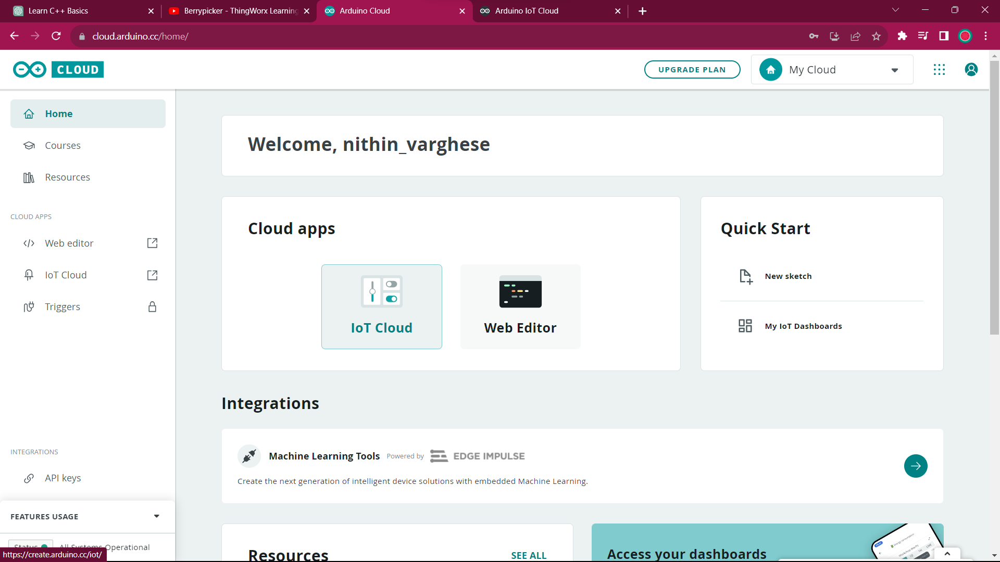 Learn C++ Basics
Berrypicker - ThingWorx Learning
Arduino Cloud
Arduino IoT Cloud
cloud.arduino.cc/home/
CLOUD
UPGRADE PLAN
My Cloud
Home
Courses
Resources
CLOUD APPS
Web editor
IoT Cloud
Triggers
INTEGRATIONS
API keys
FEATURES USAGE
Status
All Systems Operational
https://create.arduino.cc/iot/
Welcome, nithin_varghese
Cloud apps
IoT Cloud
Web Editor
Quick Start
New sketch
My IoT Dashboards
Integrations
Machine Learning Tools Powered by EDGE IMPULSE
Create the next generation of intelligent device solutions with embedded Machine Learning.
Resources
SEE ALL
Access your dashboards